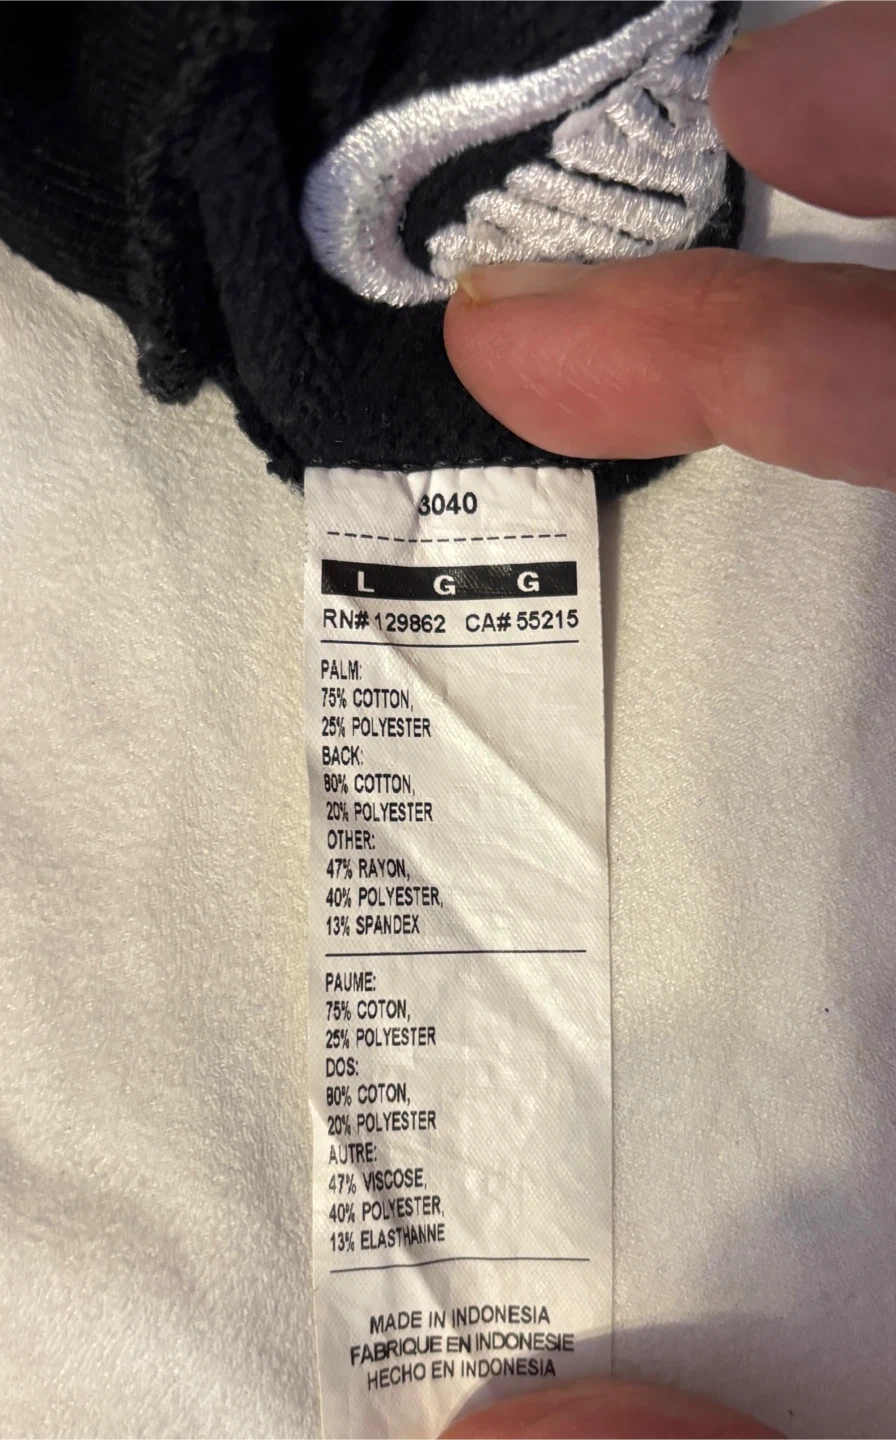 3040
L G G
RN# 129862 CA# 55215
PALM:
75% COTTON,
25% POLYESTER
BACK:
80% COTTON,
20% POLYESTER
OTHER:
47% RAYON,
40% POLYESTER,
13% SPANDEX
PAUME:
75% COTON,
25% POLYESTER
DOS:
80% COTON,
20% POLYESTER
AUTRE:
47% VISCOSE,
40% POLYESTER,
13% ELASTHANNE
MADE IN INDONESIA
FABRIQUE EN INDONESIE
HECHO EN INDONESIA